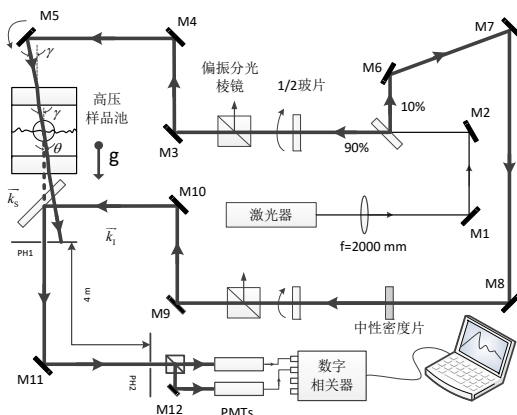 M5
M4
M7
M6
γ
偏振分光
棱镜
1/2玻片
10%
M2
高压
样品池
γ
θ
g
M3
90%
M10
激光器
M1
k_S
k_I
f=2000 mm
PH1
4 m
M8
M9
中性密度片
M11
PH2
M12
PMTs
数字
相关器